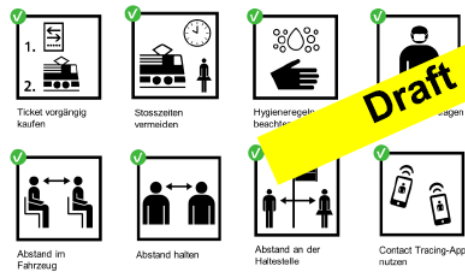 1.
2.
Ticket vorgängig
kaufen
Stosszeiten
vermeiden
Hygieneregeln
Draft
Abstand im
Fahrzeug
Abstand halten
Abstand an der
Haltestelle
Contact Tracing-App
nutzen